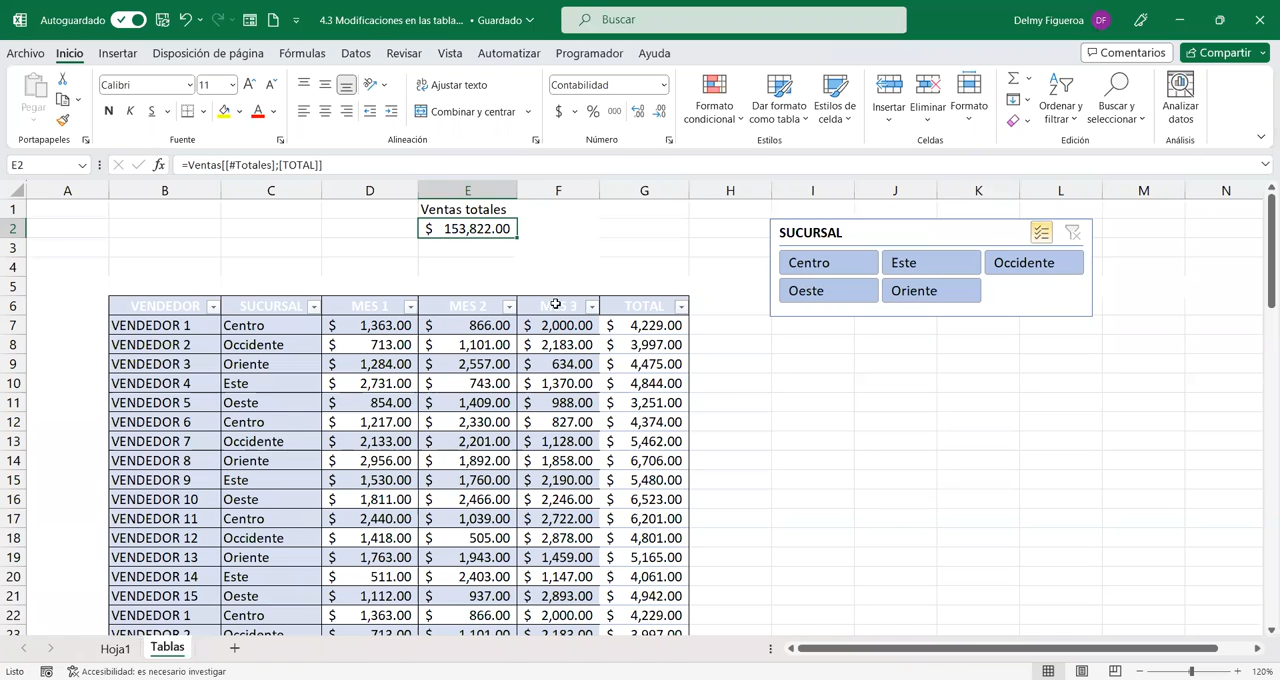 Autoguardado 4.3 Modificaciones en las tabla... • Guardado Buscar Delmy Figueroa DF
Archivo Inicio Insertar Disposición de página Fórmulas Datos Revisar Vista Automatizar Programador Ayuda Comentarios Compartir
Pegar
Portapapeles
Calibri 11
N K S
Fuente
Ajustar texto
Combinar y centrar
Alineación
Contabilidad
$ % 000
Número
Formato condicional
Dar formato como tabla
Estilos de celda
Estilos
Insertar Eliminar Formato
Celdas
Ordenar y filtrar
Buscar y seleccionar
Edición
Analizar datos
Análisis
E2 fx =Ventas[[#Totales];[TOTAL]]
A B C D E F G H I J K L M N
1 Ventas totales
2 $ 153,822.00
3
4
5
SUCURSAL
Centro Este Occidente
Oeste Oriente
6 VENDEDOR SUCURSAL MES 1 MES 2 MES 3 TOTAL
7 VENDEDOR 1 Centro $ 1,363.00 $ 866.00 $ 2,000.00 $ 4,229.00
8 VENDEDOR 2 Occidente $ 713.00 $ 1,101.00 $ 2,183.00 $ 3,997.00
9 VENDEDOR 3 Oriente $ 1,284.00 $ 2,557.00 $ 634.00 $ 4,475.00
10 VENDEDOR 4 Este $ 2,731.00 $ 743.00 $ 1,370.00 $ 4,844.00
11 VENDEDOR 5 Oeste $ 854.00 $ 1,409.00 $ 988.00 $ 3,251.00
12 VENDEDOR 6 Centro $ 1,217.00 $ 2,330.00 $ 827.00 $ 4,374.00
13 VENDEDOR 7 Occidente $ 2,133.00 $ 2,201.00 $ 1,128.00 $ 5,462.00
14 VENDEDOR 8 Oriente $ 2,956.00 $ 1,892.00 $ 1,858.00 $ 6,706.00
15 VENDEDOR 9 Este $ 1,530.00 $ 1,760.00 $ 2,190.00 $ 5,480.00
16 VENDEDOR 10 Oeste $ 1,811.00 $ 2,466.00 $ 2,246.00 $ 6,523.00
17 VENDEDOR 11 Centro $ 2,440.00 $ 1,039.00 $ 2,722.00 $ 6,201.00
18 VENDEDOR 12 Occidente $ 1,418.00 $ 505.00 $ 2,878.00 $ 4,801.00
19 VENDEDOR 13 Oriente $ 1,763.00 $ 1,943.00 $ 1,459.00 $ 5,165.00
20 VENDEDOR 14 Este $ 511.00 $ 2,403.00 $ 1,147.00 $ 4,061.00
21 VENDEDOR 15 Oeste $ 1,112.00 $ 937.00 $ 2,893.00 $ 4,942.00
22 VENDEDOR 1 Centro $ 1,363.00 $ 866.00 $ 2,000.00 $ 4,229.00
23 VENDEDOR 2 Occidente $ 713.00 $ 1,101.00 $ 2,183.00 $ 3,997.00
Hoja1 Tablas
Listo Accesibilidad: es necesario investigar 120%